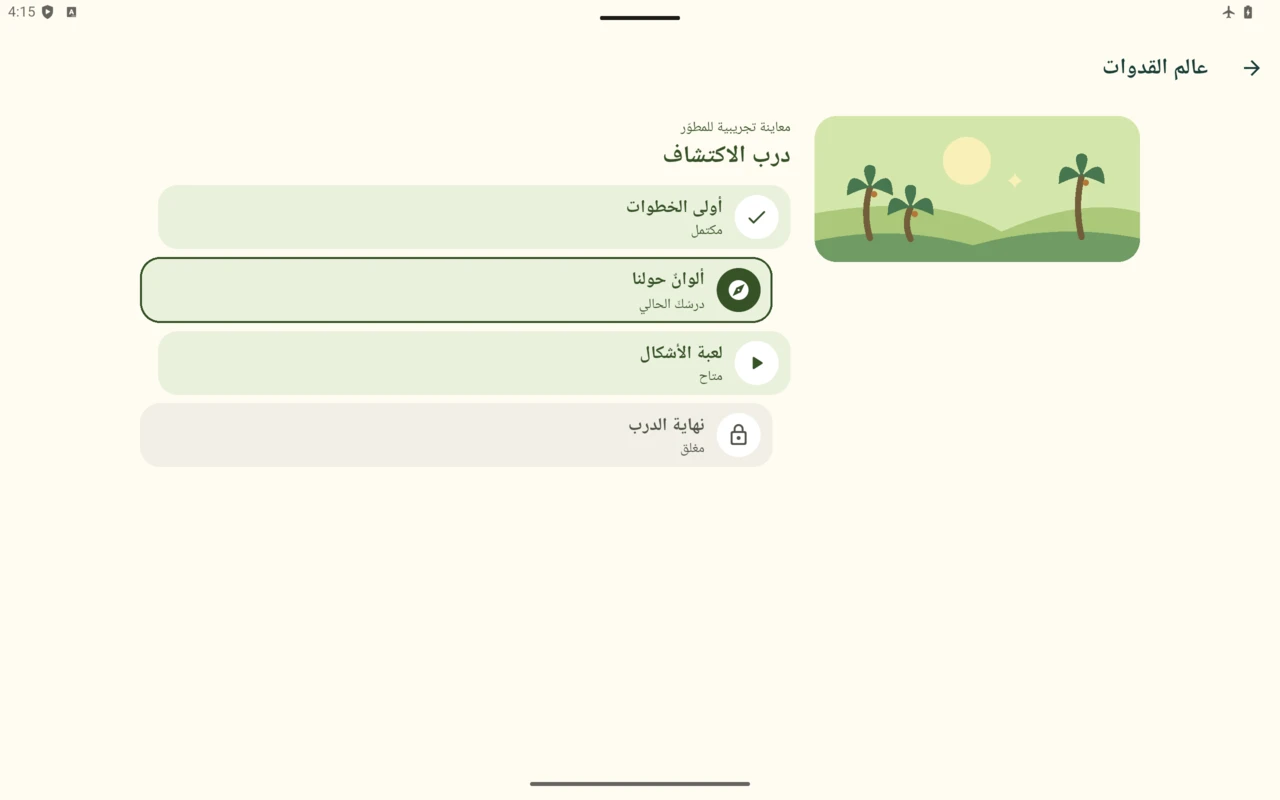 4:15
عالم القدوات
معاينة تجريبية للمطوّر
درب الاكتشاف
أولى الخطوات
مكتمل
ألوانٌ حولنا
درسُك الحالي
لعبة الأشكال
متاح
نهاية الدرب
مغلق